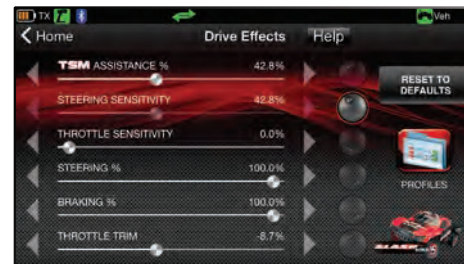 TX
Veh
Home
Drive Effects
Help
TSM ASSISTANCE %
42.8%
RESET TO
DEFAULTS
STEERING SENSITIVITY
42.8%
THROTTLE SENSITIVITY
0.0%
STEERING %
100.0%
PROFILES
BRAKING %
100.0%
THROTTLE TRIM
-8.7%
SLASH